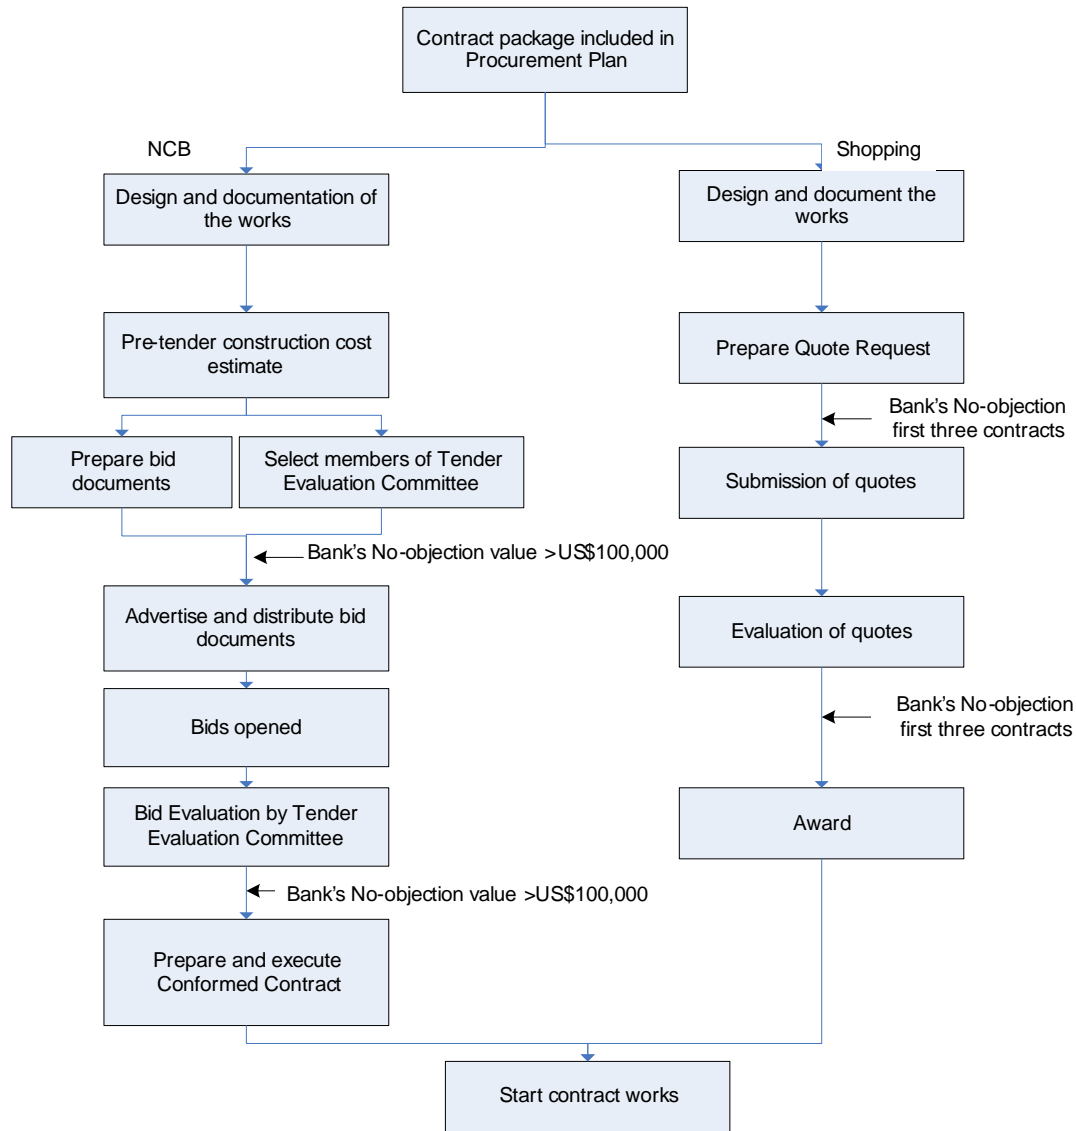 Contract package included in
Procurement Plan
NCB
Shopping
Design and documentation of
the works
Design and document the
works
Pre-tender construction cost
estimate
Prepare Quote Request
Bank's No-objection
first three contracts
Prepare bid
documents
Select members of Tender
Evaluation Committee
Submission of quotes
Bank's No-objection value >US$100,000
Advertise and distribute bid
documents
Evaluation of quotes
Bids opened
Bank's No-objection
first three contracts
Bid Evaluation by Tender
Evaluation Committee
Award
Bank's No-objection value >US$100,000
Prepare and execute
Conformed Contract
Start contract works